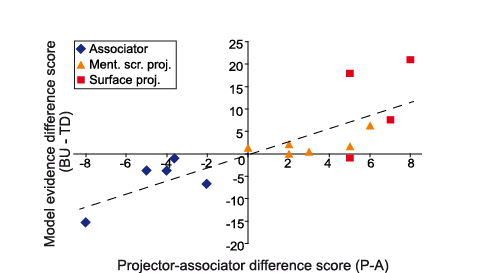 Associator
Ment. scr. proj.
Surface proj.
25
20
15
10
5
-5
-10
-15
-20
-8 -6 -4 -2 0 2 4 6 8
Model evidence difference score
(BU - TD)
Projector-associator difference score (P-A)